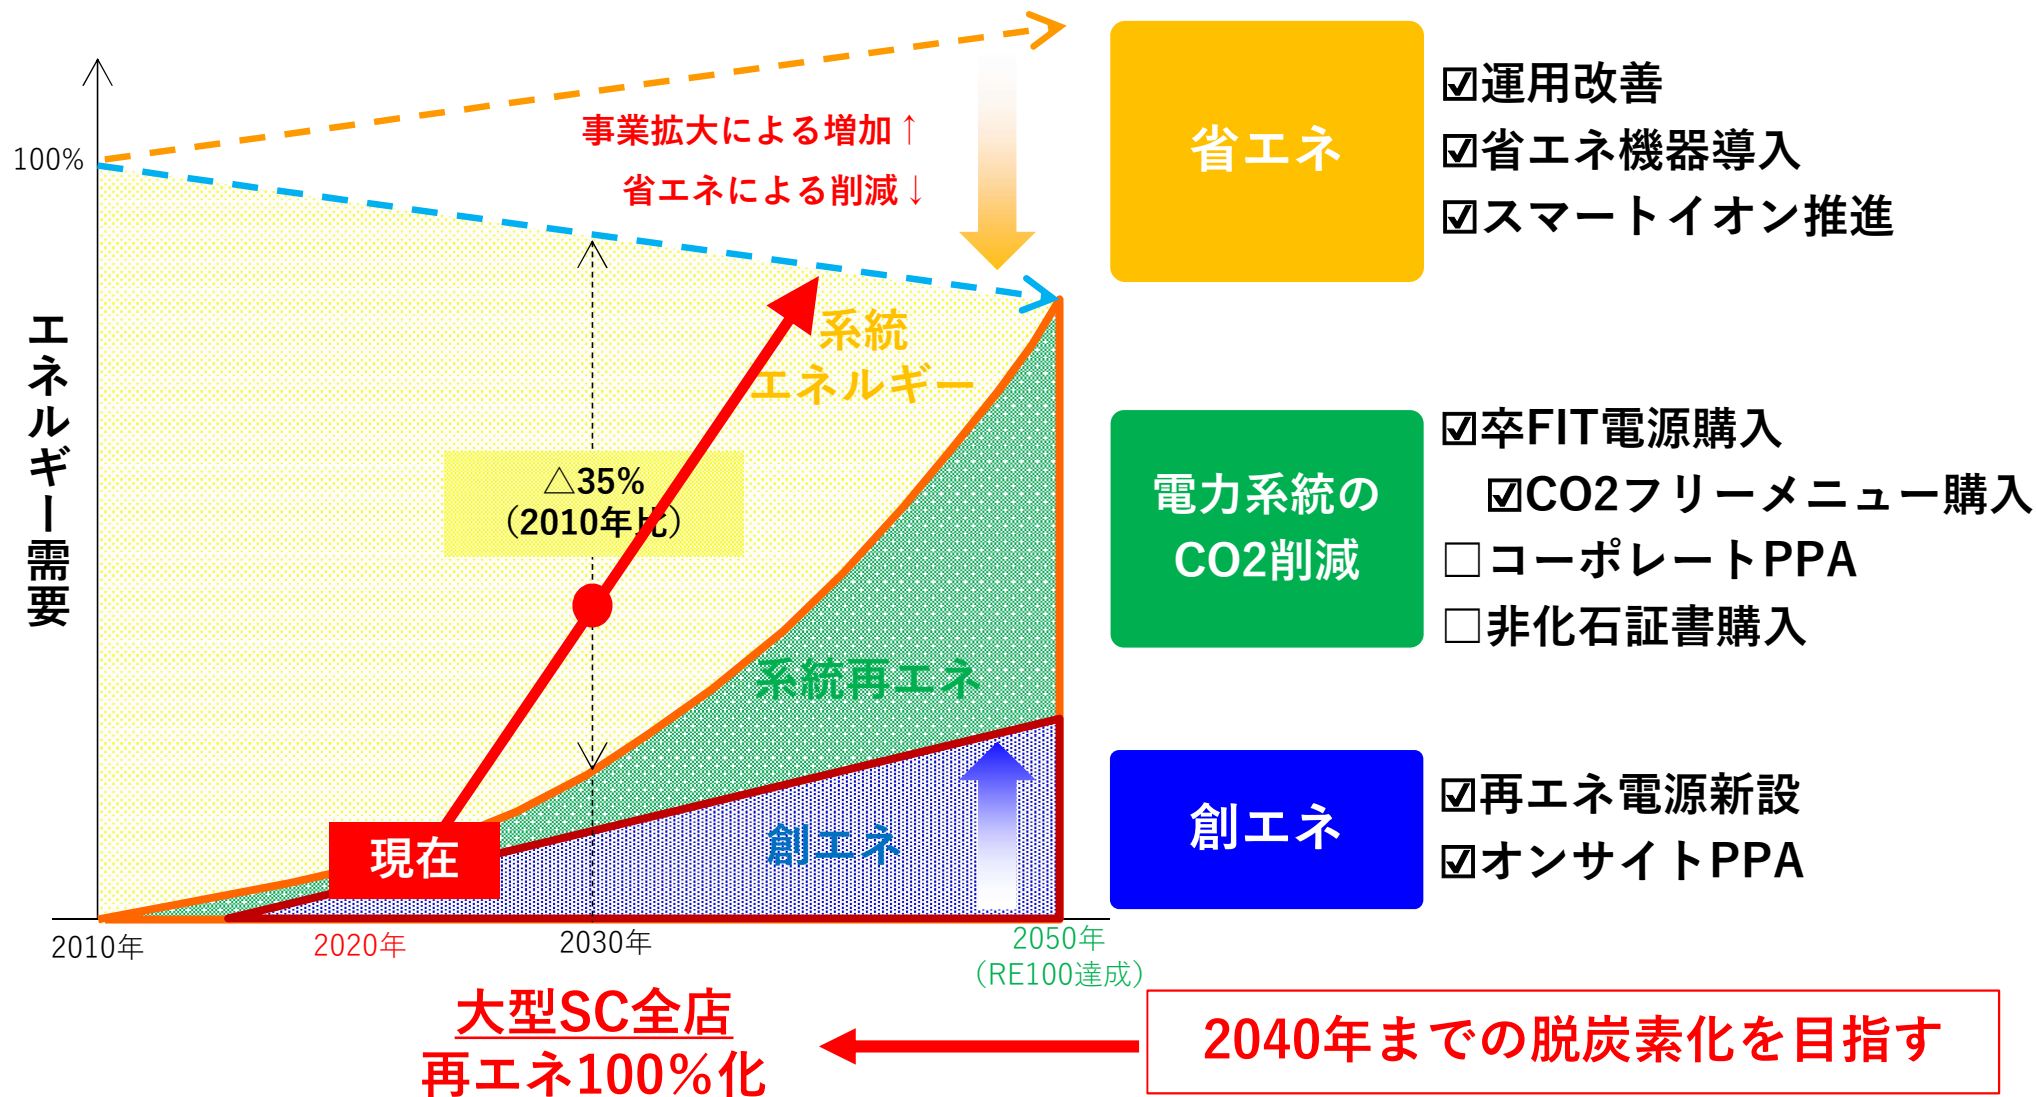 100%
エネルギー需要
事業拡大による増加↑
省エネによる削減↓
系統
エネルギー
△35%
（2010年比）
系統再エネ
創エネ
現在
2010年
2020年
2030年
2050年
（RE100達成）
省エネ
☑運用改善
☑省エネ機器導入
☑スマートイオン推進
電力系統の
CO2削減
☑卒FIT電源購入
☑CO2フリーメニュー購入
□コーポレートPPA
□非化石証書購入
創エネ
☑再エネ電源新設
☑オンサイトPPA
大型SC全店
再エネ100％化
2040年までの脱炭素化を目指す